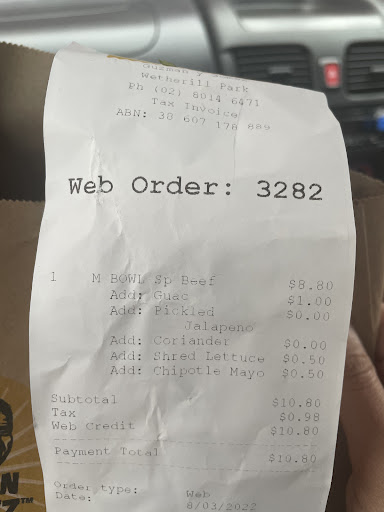 Guzman y
Wetherill Park
Ph (02) 8014 6471
Tax Invoice
ABN: 30 607 178 889
Web Order: 3282
1 M BOWL Sp Beef $8.80
Add: Guac $1.00
Add: Pickled $0.00
Jalapeno
Add: Coriander $0.00
Add: Shred Lettuce $0.50
Add: Chipotle Mayo $0.50
Subtotal $10.80
Tax $0.98
Web Credit $10.80
Payment Total $10.80
Order type: Web
Date: 8/03/2022